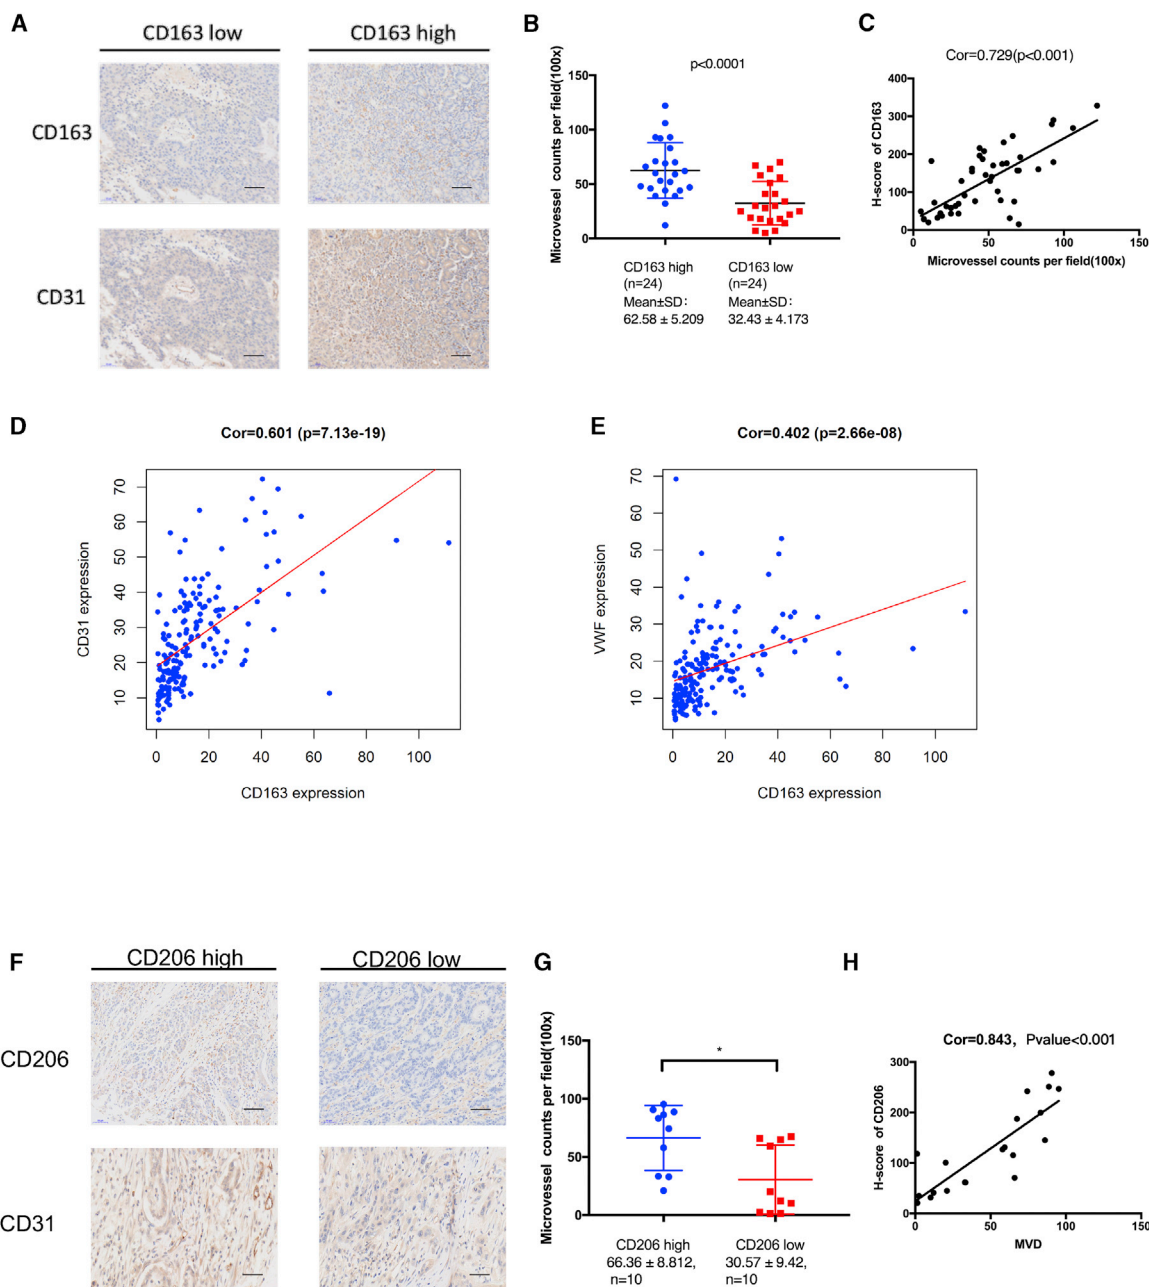 A
CD163 low
CD163 high
CD163
CD31
B
p<0.0001
Microvessel counts per field(100x)
150
100
50
0
CD163 high
(n=24)
Mean±SD:
62.58 ± 5.209
CD163 low
(n=24)
Mean±SD:
32.43 ± 4.173
C
Cor=0.729(p<0.001)
H-score of CD163
400
300
200
100
0
0
50
100
150
Microvessel counts per field(100x)
D
Cor=0.601 (p=7.13e-19)
CD31 expression
70
60
50
40
30
20
10
0
20
40
60
80
100
CD163 expression
E
Cor=0.402 (p=2.66e-08)
VWF expression
70
60
50
40
30
20
10
0
20
40
60
80
100
CD163 expression
F
CD206 high
CD206 low
CD206
CD31
G
*
Microvessel counts per field(100x)
150
100
50
0
CD206 high
66.36 ± 8.812,
n=10
CD206 low
30.57 ± 9.42,
n=10
H
Cor=0.843, Pvalue<0.001
H-score of CD206
300
200
100
0
0
50
100
150
MVD